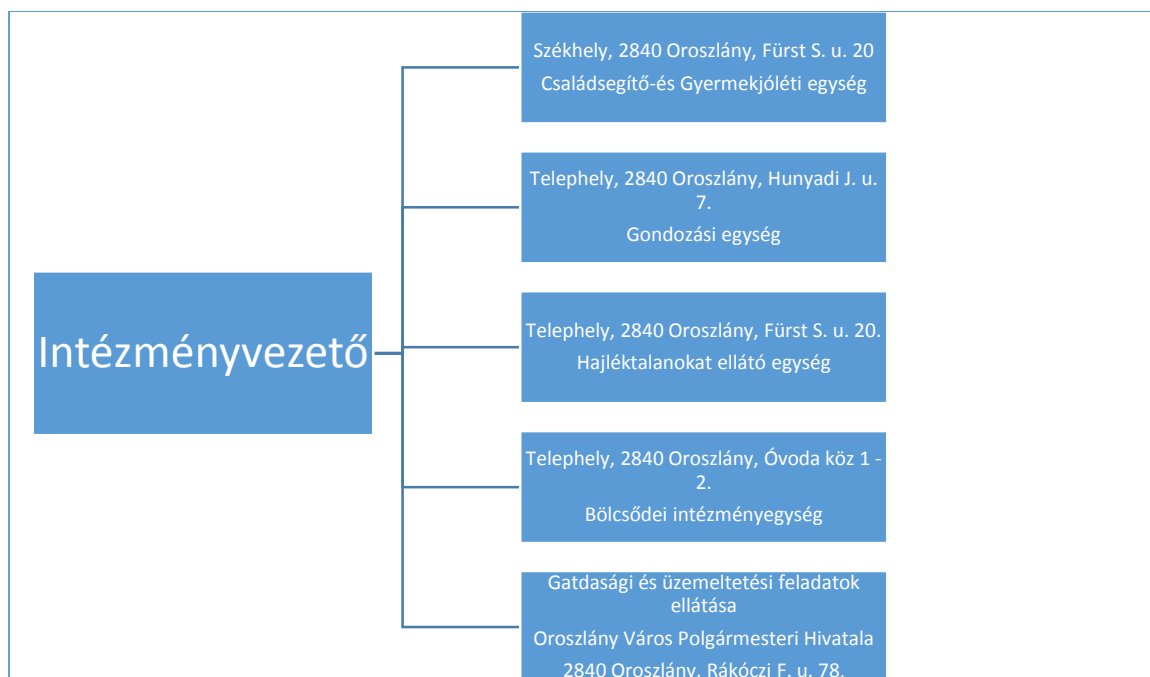 Intézményvezető
Székhely, 2840 Oroszlány, Fürst S. u. 20
Családsegítő-és Gyermekjóléti egység
Telephely, 2840 Oroszlány, Hunyadi J. u.
7.
Gondozási egység
Telephely, 2840 Oroszlány, Fürst S. u. 20.
Hajléktalanokat ellátó egység
Telephely, 2840 Oroszlány, Óvoda köz 1 -
2.
Bölcsődei intézményegység
Gatdasági és üzemeltetési feladatok
ellátása
Oroszlány Város Polgármesteri Hivatala
2840 Oroszlány, Rákóczi F. u. 78.